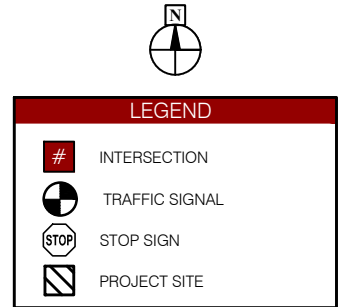 N
LEGEND
# INTERSECTION
TRAFFIC SIGNAL
STOP STOP SIGN
PROJECT SITE